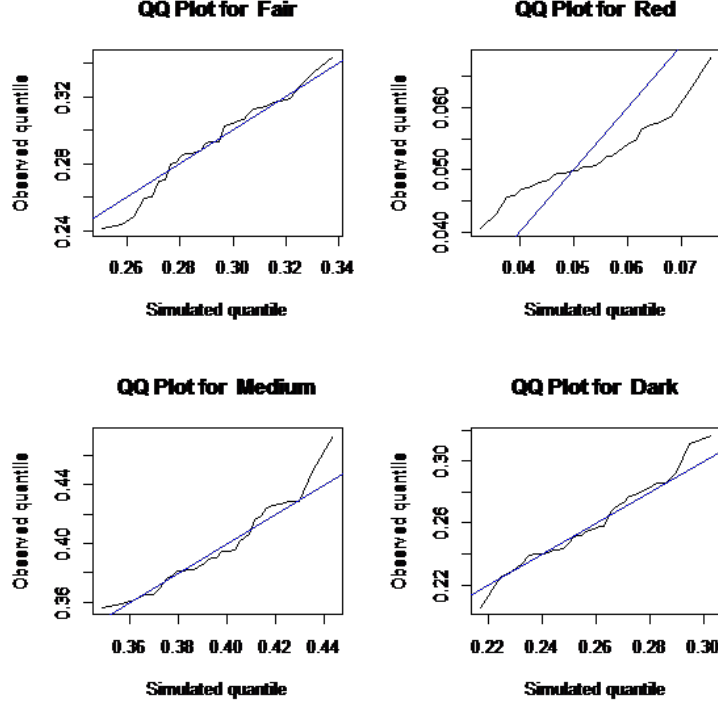 QQ Plot for Fair
Observed quantile
0.24 0.28 0.32
0.26 0.28 0.30 0.32 0.34
Simulated quantile
QQ Plot for Red
Observed quantile
0.040 0.050 0.060
0.04 0.05 0.06 0.07
Simulated quantile
QQ Plot for Medium
Observed quantile
0.36 0.40 0.44
0.36 0.38 0.40 0.42 0.44
Simulated quantile
QQ Plot for Dark
Observed quantile
0.22 0.26 0.30
0.22 0.24 0.26 0.28 0.30
Simulated quantile